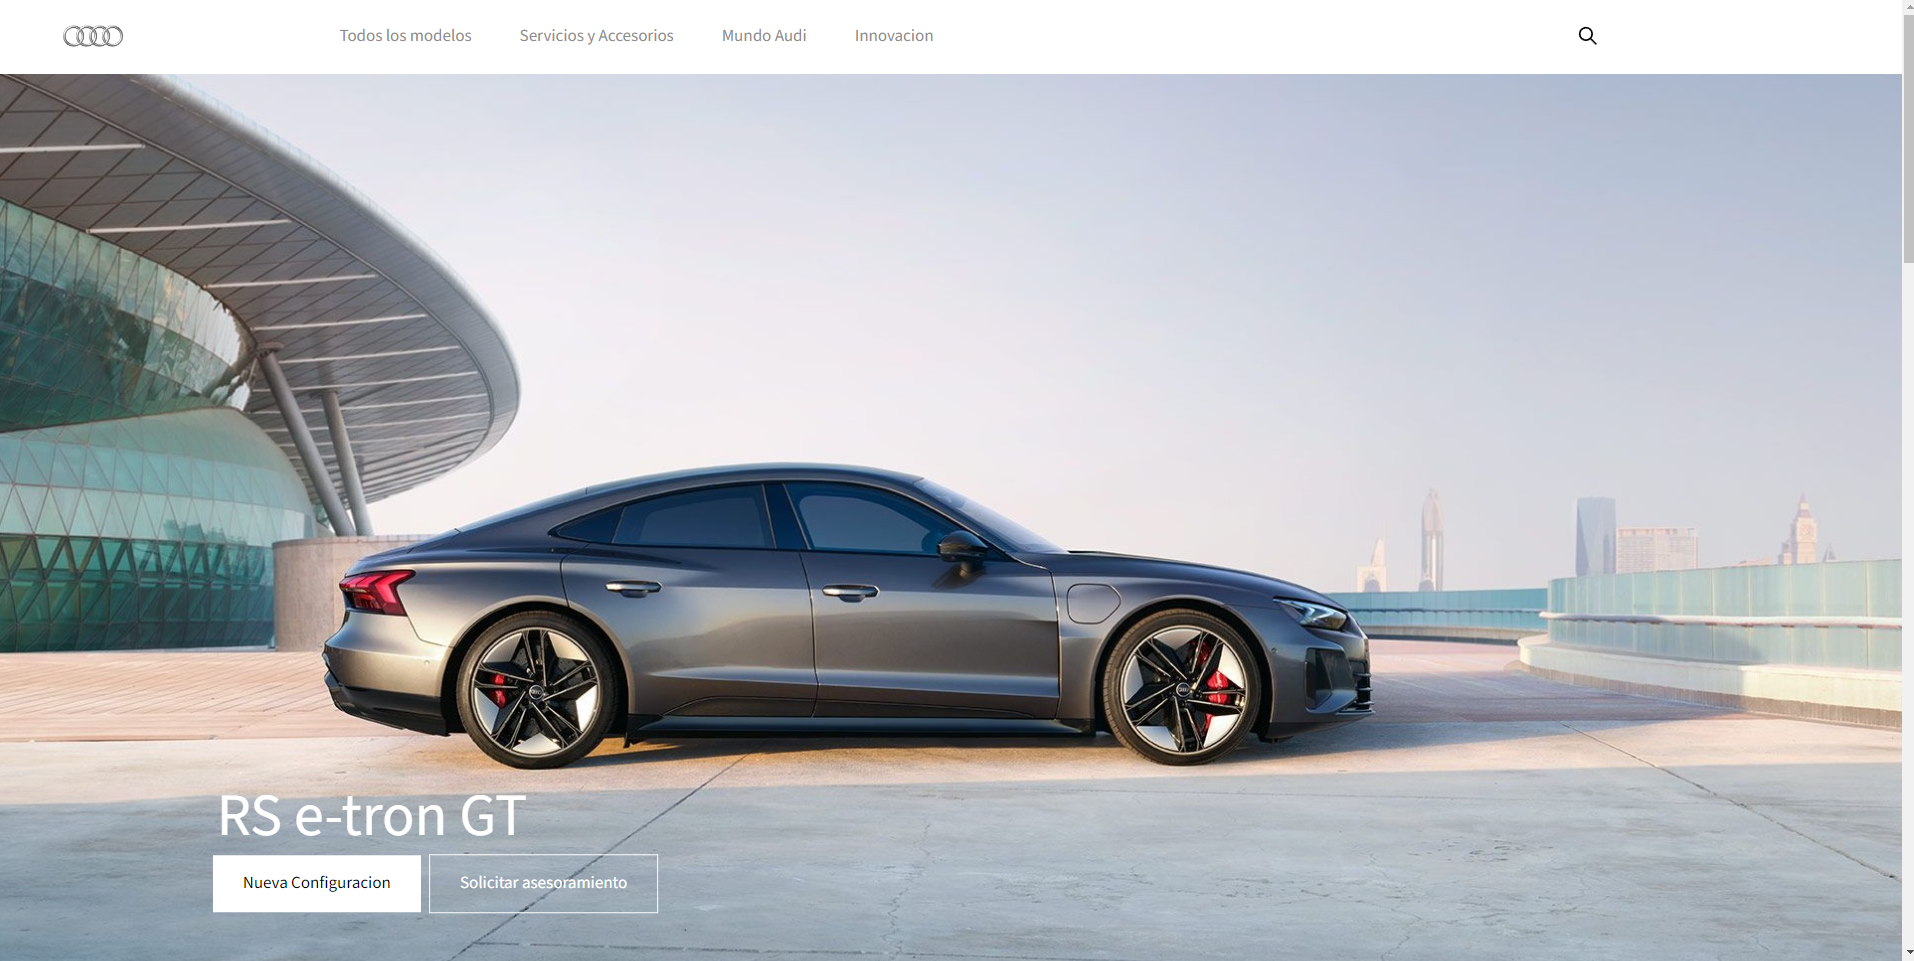 Todos los modelos
Servicios y Accesorios
Mundo Audi
Innovacion
RS e-tron GT
Nueva Configuracion
Solicitar asesoramiento